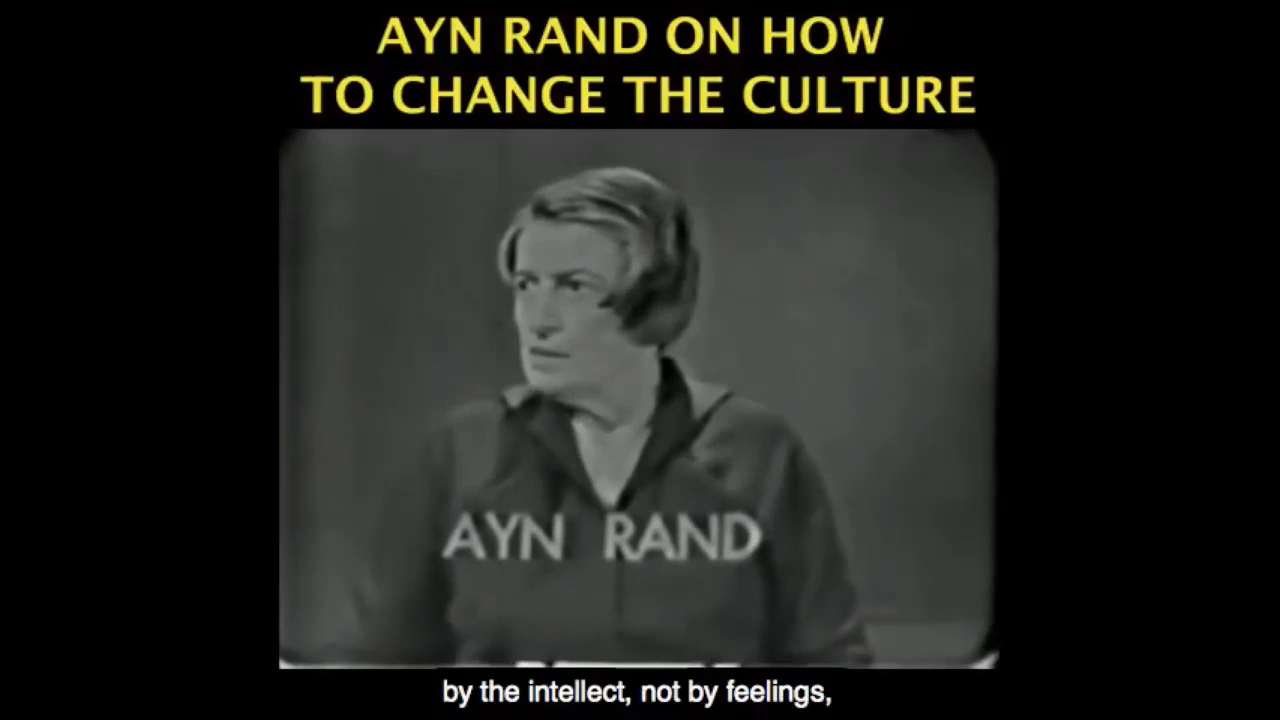 AYN RAND ON HOW
TO CHANGE THE CULTURE
AYN RAND
by the intellect, not by feelings,